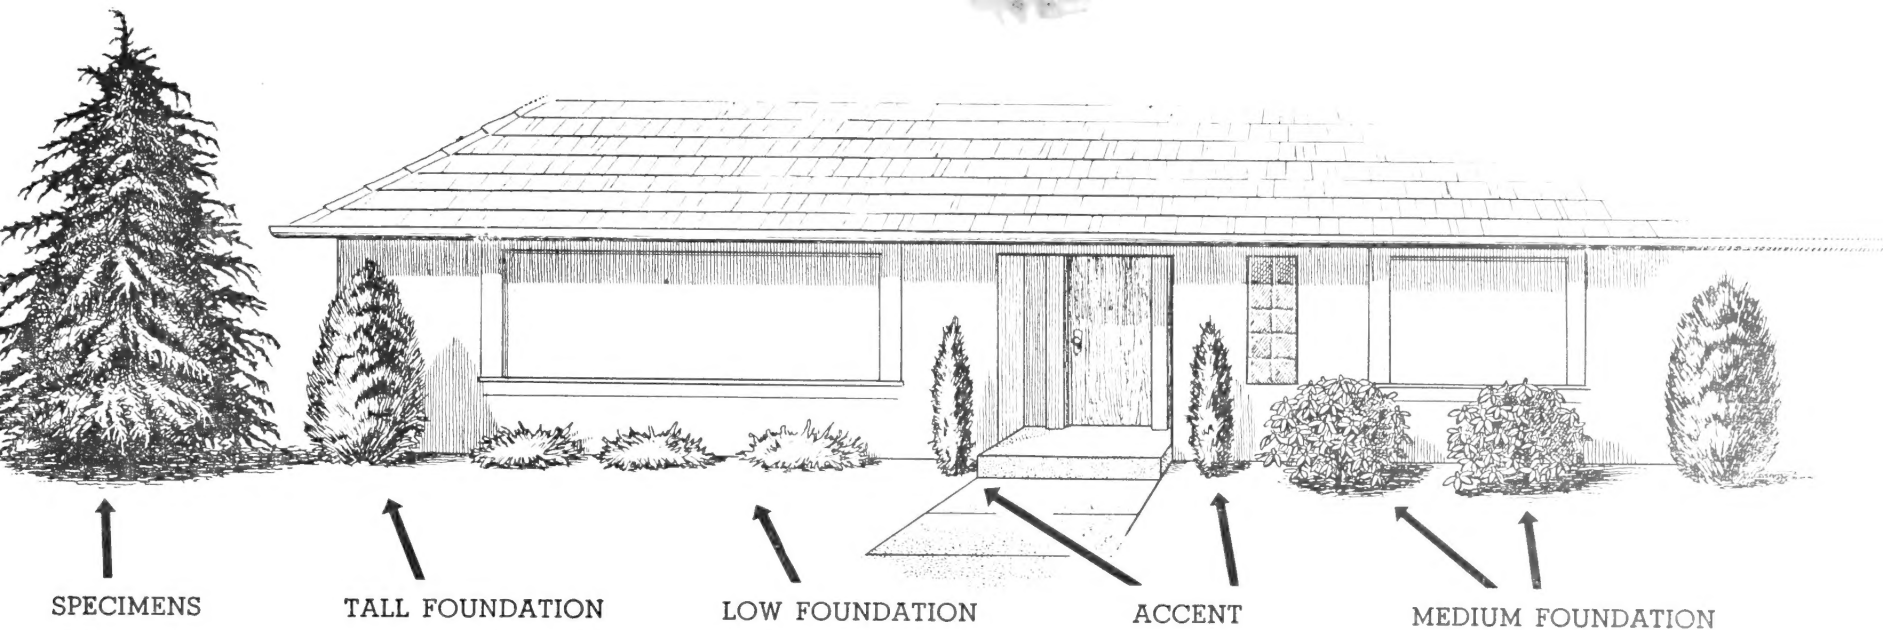 SPECIMENS
TALL FOUNDATION
LOW FOUNDATION
ACCENT
MEDIUM FOUNDATION